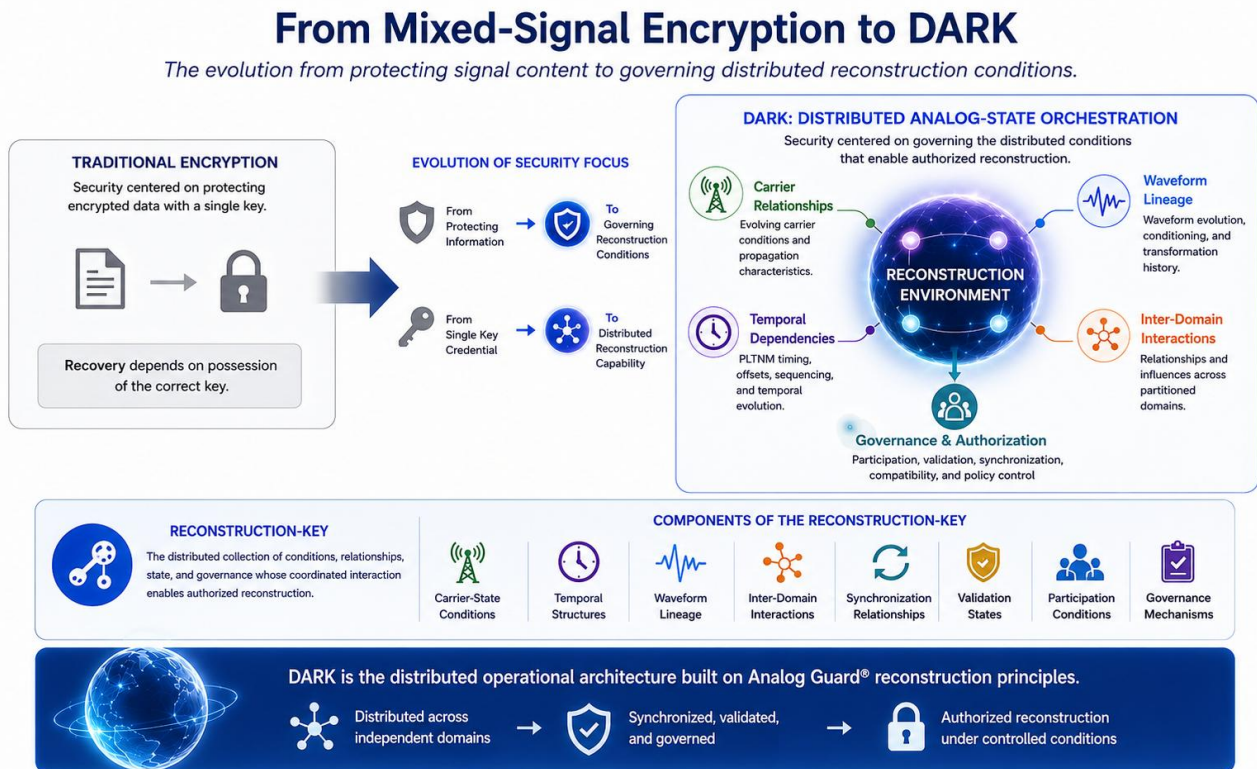 From Mixed-Signal Encryption to DARK
The evolution from protecting signal content to governing distributed reconstruction conditions.
TRADITIONAL ENCRYPTION
Security centered on protecting
encrypted data with a single key.
Recovery depends on possession
of the correct key.
EVOLUTION OF SECURITY FOCUS
From
Protecting
Information
To
Governing
Reconstruction
Conditions
From
Single Key
Credential
To
Distributed
Reconstruction
Capability
DARK: DISTRIBUTED ANALOG-STATE ORCHESTRATION
Security centered on governing the distributed conditions
that enable authorized reconstruction.
Carrier
Relationships
Evolving carrier
conditions and
propagation
characteristics.
Waveform
Lineage
Waveform evolution,
conditioning, and
transformation
history.
RECONSTRUCTION
ENVIRONMENT
Temporal
Dependencies
PLTNM timing,
offsets, sequencing,
and temporal
evolution.
Inter-Domain
Interactions
Relationships and
influences across
partitioned
domains.
Governance & Authorization
Participation, validation, synchronization,
compatibility, and policy control
RECONSTRUCTION-KEY
The distributed collection of conditions, relationships,
state, and governance whose coordinated interaction
enables authorized reconstruction.
COMPONENTS OF THE RECONSTRUCTION-KEY
Carrier-State
Conditions
Temporal
Structures
Waveform
Lineage
Inter-Domain
Interactions
Synchronization
Relationships
Validation
States
Participation
Conditions
Governance
Mechanisms
DARK is the distributed operational architecture built on Analog Guard® reconstruction principles.
Distributed across
independent domains
Synchronized, validated,
and governed
Authorized reconstruction
under controlled conditions